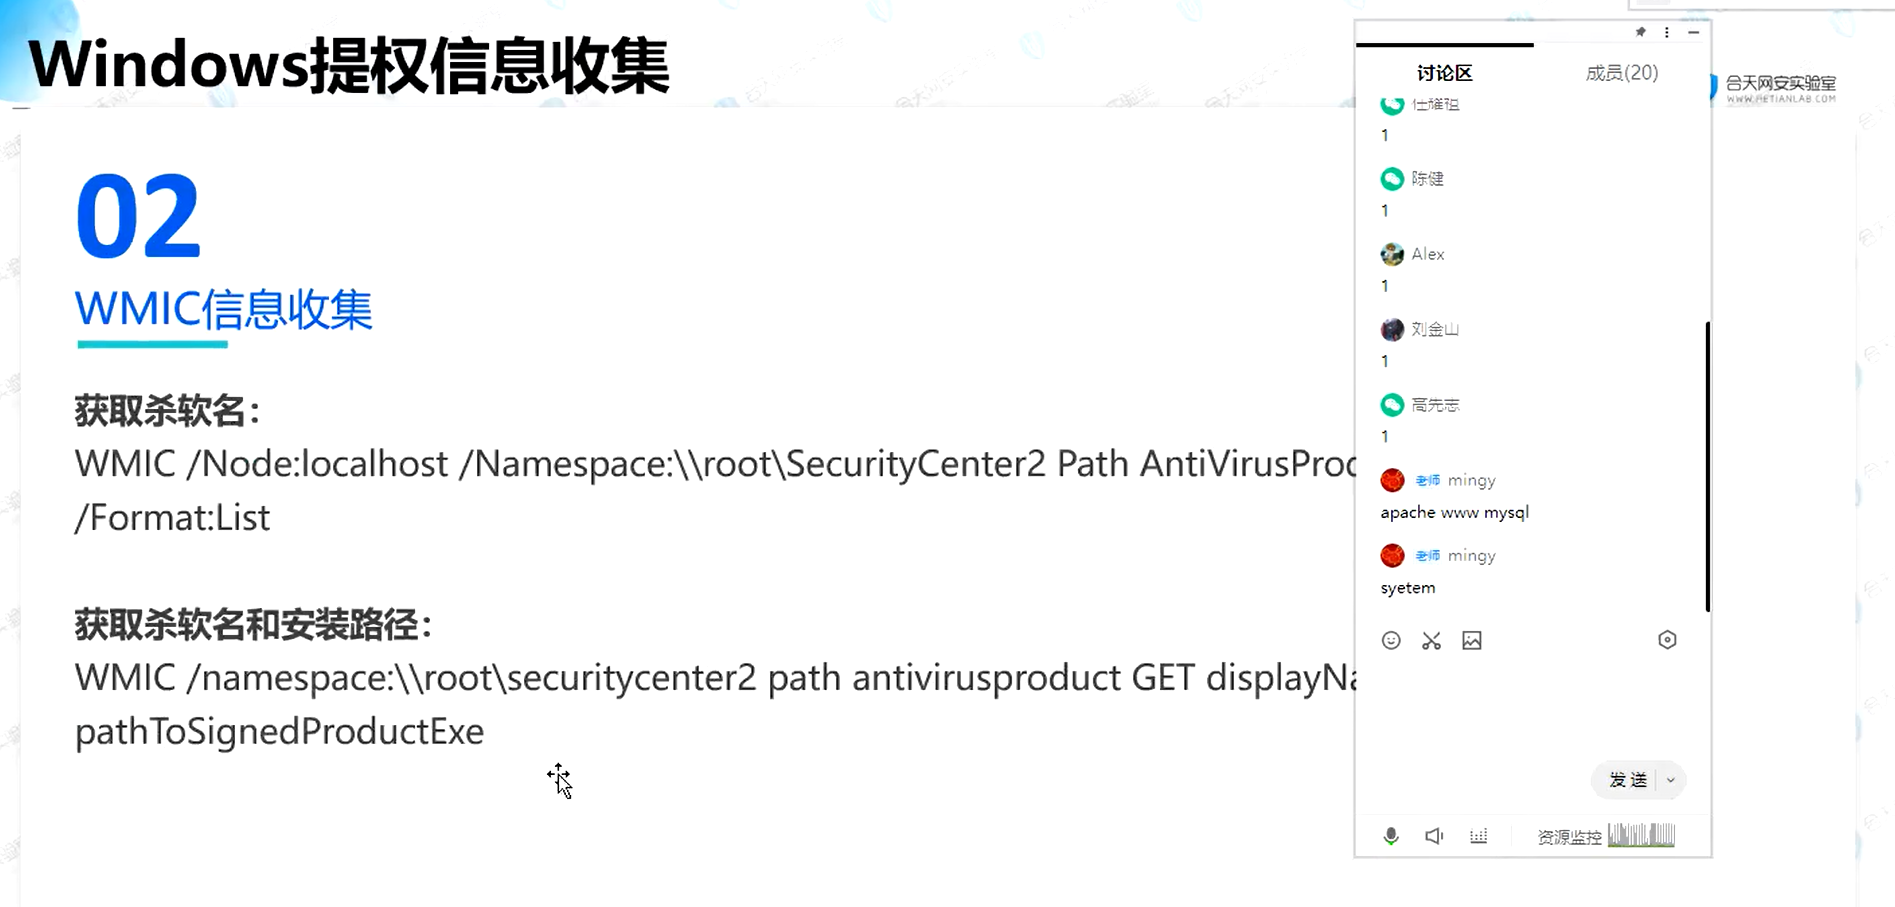 Windows提权信息收集
合天网安实验室
WWW.HETIANLAB.COM
02
WMIC信息收集
获取杀软名：
WMIC /Node:localhost /Namespace:\\root\SecurityCenter2 Path AntiVirusProd
/Format:List
获取杀软名和安装路径：
WMIC /namespace:\\root\securitycenter2 path antivirusproduct GET displayNa
pathToSignedProductExe
讨论区
成员(20)
1
陈健
1
Alex
1
刘金山
1
高先志
1
老师 mingy
apache www mysql
老师 mingy
syetem
发送
资源监控